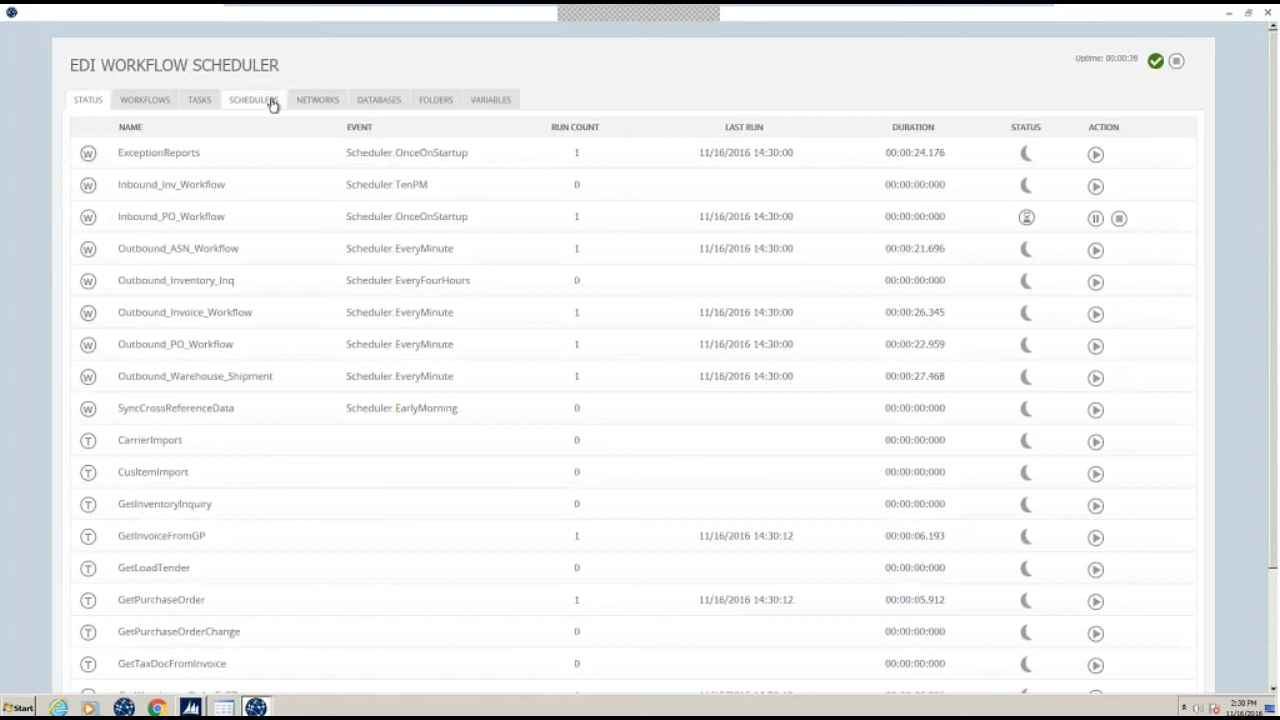 EDI WORKFLOW SCHEDULER
Uptime: 00:00:39
STATUS WORKFLOWS TASKS SCHEDULERS NETWORKS DATABASES FOLDERS VARIABLES
NAME EVENT RUN COUNT LAST RUN DURATION STATUS ACTION
W ExceptionReports Scheduler.OnceOnStartup 1 11/16/2016 14:30:00 00:00:24.176
W Inbound_Inv_Workflow Scheduler.TenPM 0 00:00:00:000
W Inbound_PO_Workflow Scheduler.OnceOnStartup 1 11/16/2016 14:30:00 00:00:00:000
W Outbound_ASN_Workflow Scheduler.EveryMinute 1 11/16/2016 14:30:00 00:00:21.696
W Outbound_Inventory_Inq Scheduler.EveryFourHours 0 00:00:00:000
W Outbound_Invoice_Workflow Scheduler.EveryMinute 1 11/16/2016 14:30:00 00:00:26.345
W Outbound_PO_Workflow Scheduler.EveryMinute 1 11/16/2016 14:30:00 00:00:22.959
W Outbound_Warehouse_Shipment Scheduler.EveryMinute 1 11/16/2016 14:30:00 00:00:27.468
W SyncCrossReferenceData Scheduler.EarlyMorning 0 00:00:00:000
T CarrierImport 0 00:00:00:000
T CusItemImport 0 00:00:00:000
T GetInventoryInquiry 0 00:00:00:000
T GetInvoiceFromGP 1 11/16/2016 14:30:12 00:00:06.193
T GetLoadTender 0 00:00:00:000
T GetPurchaseOrder 1 11/16/2016 14:30:12 00:00:05.912
T GetPurchaseOrderChange 0 00:00:00:000
T GetTaxDocFromInvoice 0 00:00:00:000
Start 2:30 PM
11/16/2016